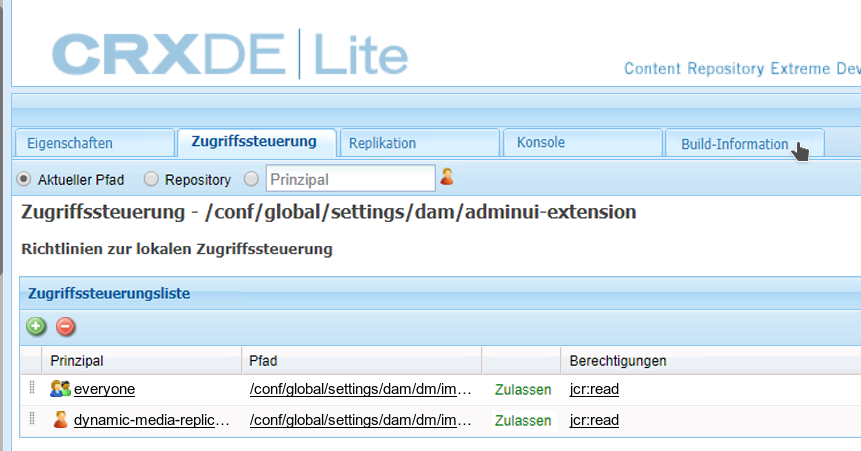 CRXDE | Lite
Content Repository Extreme Dev
Eigenschaften Zugriffssteuerung Replikation Konsole Build-Information
Aktueller Pfad Repository Prinzipal
Zugriffssteuerung - /conf/global/settings/dam/adminui-extension
Richtlinien zur lokalen Zugriffssteuerung
Zugriffssteuerungsliste
Prinzipal Pfad Berechtigungen
everyone /conf/global/settings/dam/dm/im... Zulassen jcr:read
dynamic-media-replic... /conf/global/settings/dam/dm/im... Zulassen jcr:read